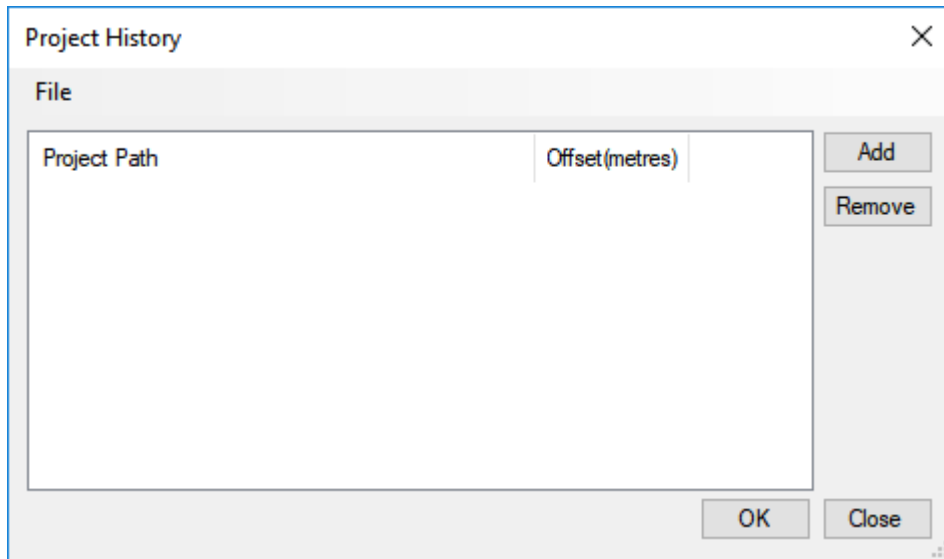 Project History
File
Project Path Offset(metres)
Add
Remove
OK Close